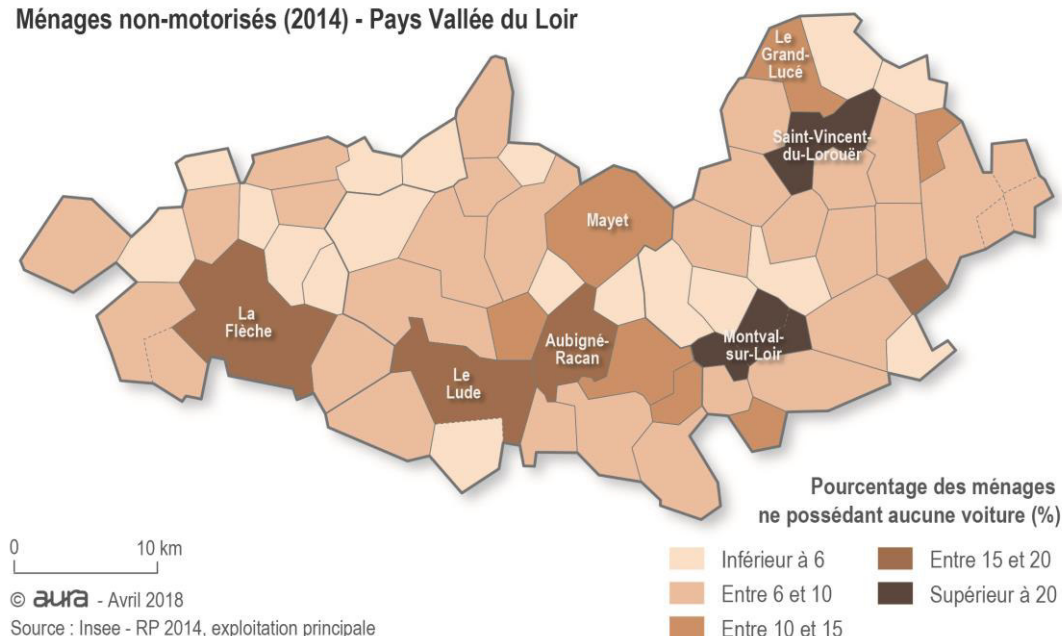 Ménages non-motorisés (2014) - Pays Vallée du Loir
Le
Grand-
Lucé
Saint-Vincent-
du-Lorouër
Mayet
La
Flèche
Aubigné-
Racan
Montval-
sur-Loir
Le
Lude
Pourcentage des ménages
ne possédant aucune voiture (%)
0 10 km
Inférieur à 6
Entre 15 et 20
Entre 6 et 10
Supérieur à 20
Entre 10 et 15
© aura - Avril 2018
Source : Insee - RP 2014, exploitation principale